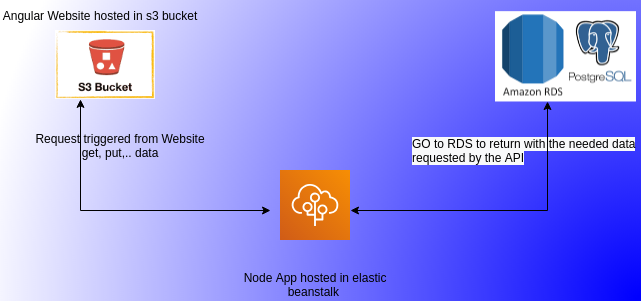 Angular Website hosted in s3 bucket
S3 Bucket
Amazon RDS
PostgreSQL
Request triggered from Website
get, put,.. data
GO to RDS to return with the needed data
requested by the API
Node App hosted in elastic
beanstalk